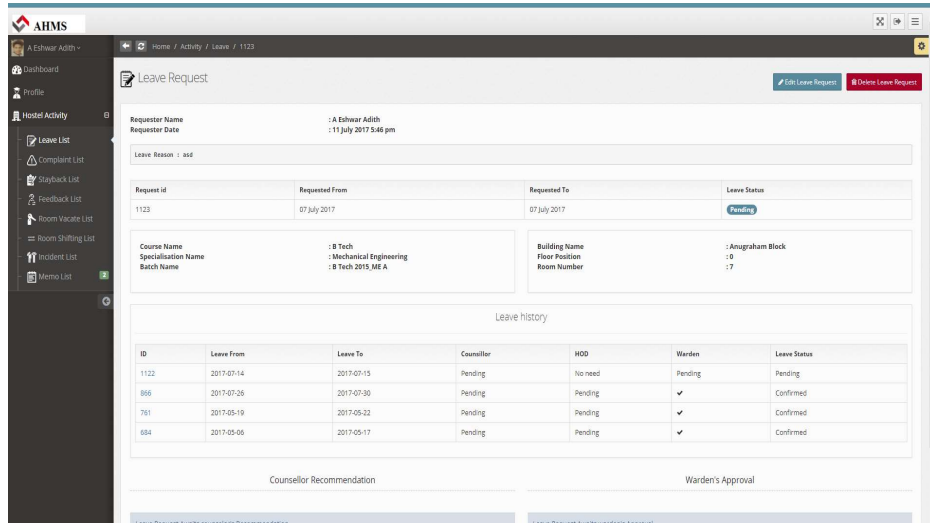 AHMS
A Eshwar Adith
Home / Activity / Leave / 1123
Dashboard
Profile
Hostel Activity
Leave List
Complaint List
Stayback List
Feedback List
Room Vacate List
Room Shifting List
Incident List
Memo List 2
Leave Request
Edit Leave Request Delete Leave Request
Requester Name : A Eshwar Adith
Requester Date : 11 July 2017 5:46 pm
Leave Reason : asd
Request id Requested From Requested To Leave Status
1123 07 July 2017 07 July 2017 Pending
Course Name : B Tech
Specialisation Name : Mechanical Engineering
Batch Name : B Tech 2015_ME A
Building Name : Anugraham Block
Floor Position : 0
Room Number : 7
Leave history
ID Leave From Leave To Counsillor HOD Warden Leave Status
1122 2017-07-14 2017-07-15 Pending No need Pending Pending
866 2017-07-26 2017-07-30 Pending Pending ✔ Confirmed
761 2017-05-19 2017-05-22 Pending Pending ✔ Confirmed
684 2017-05-06 2017-05-17 Pending Pending ✔ Confirmed
Counsellor Recommendation Warden's Approval